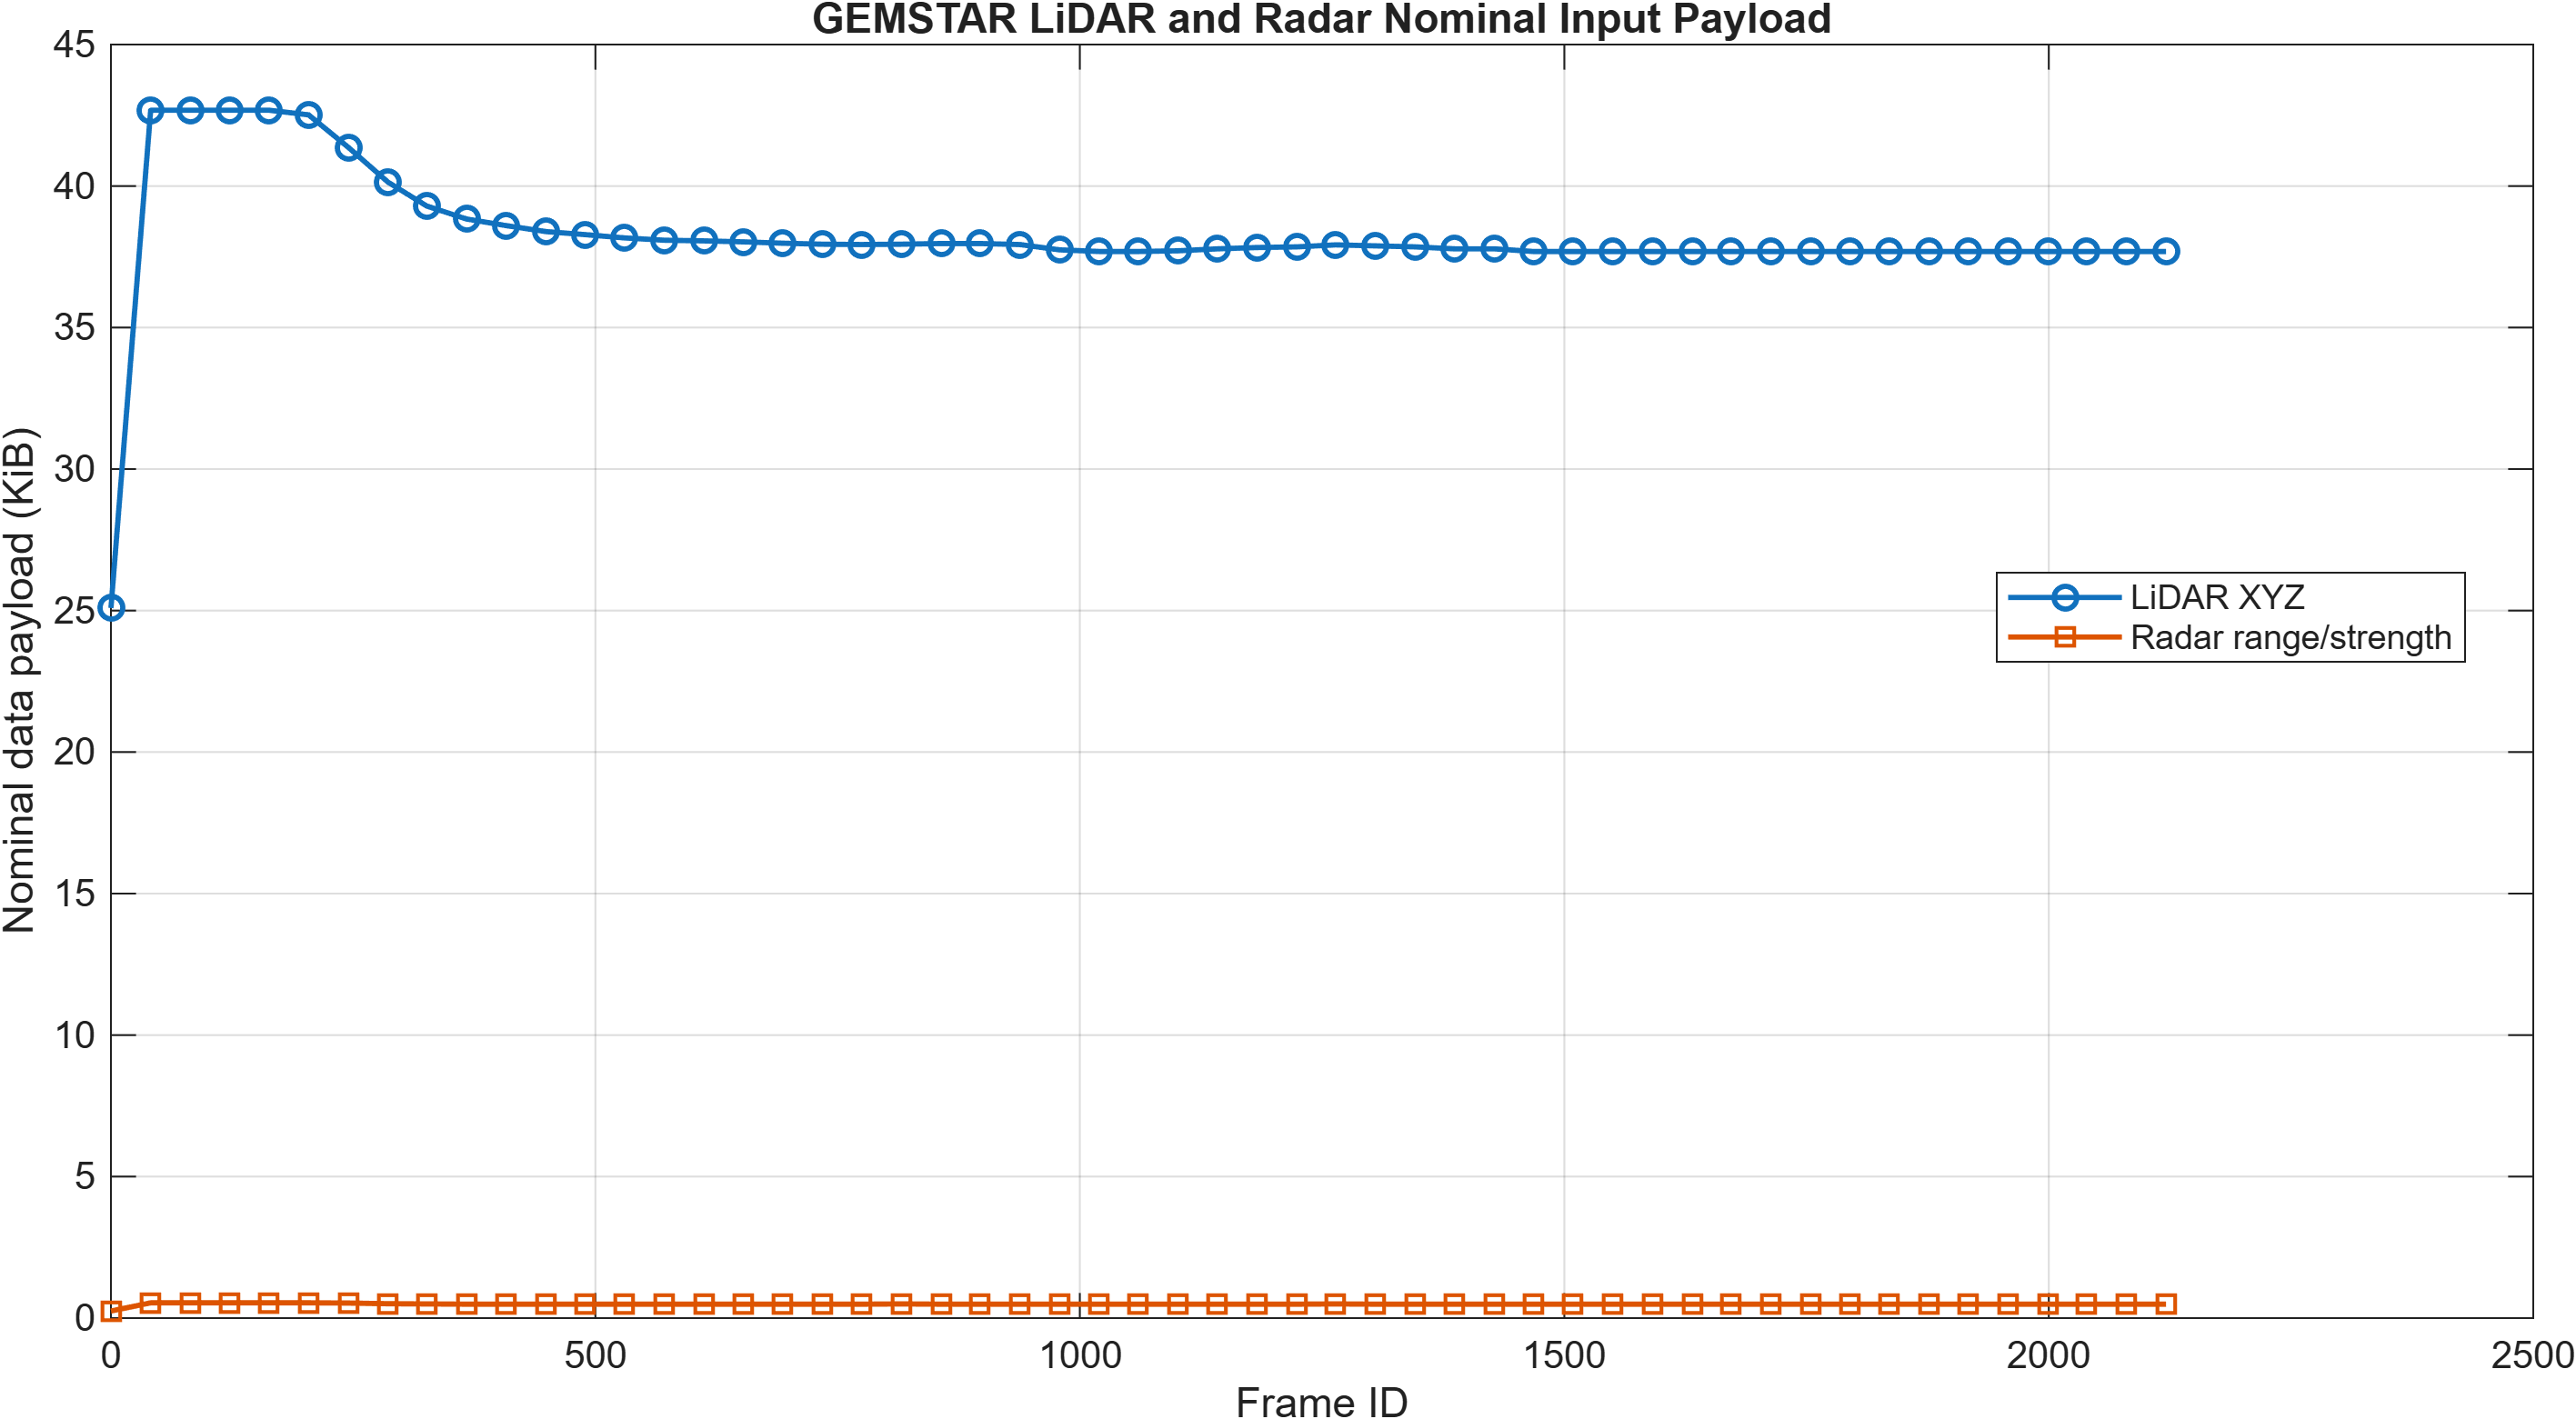 GEMSTAR LiDAR and Radar Nominal Input Payload
Nominal data payload (KiB)
45
40
35
30
25
20
15
10
5
0
LiDAR XYZ
Radar range/strength
0 500 1000 1500 2000 2500
Frame ID